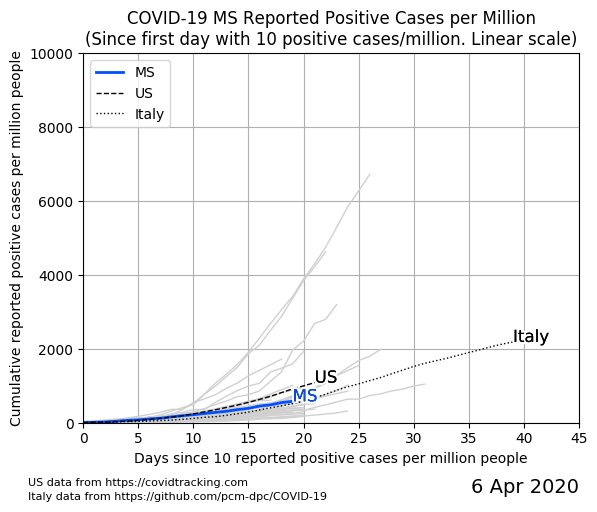 COVID-19 MS Reported Positive Cases per Million
(Since first day with 10 positive cases/million. Linear scale)
Cumulative reported positive cases per million people
10000
8000
6000
4000
2000
0
MS
US
Italy
Italy
US
MS
0 5 10 15 20 25 30 35 40 45
Days since 10 reported positive cases per million people
US data from https://covidtracking.com
Italy data from https://github.com/pcm-dpc/COVID-19
6 Apr 2020